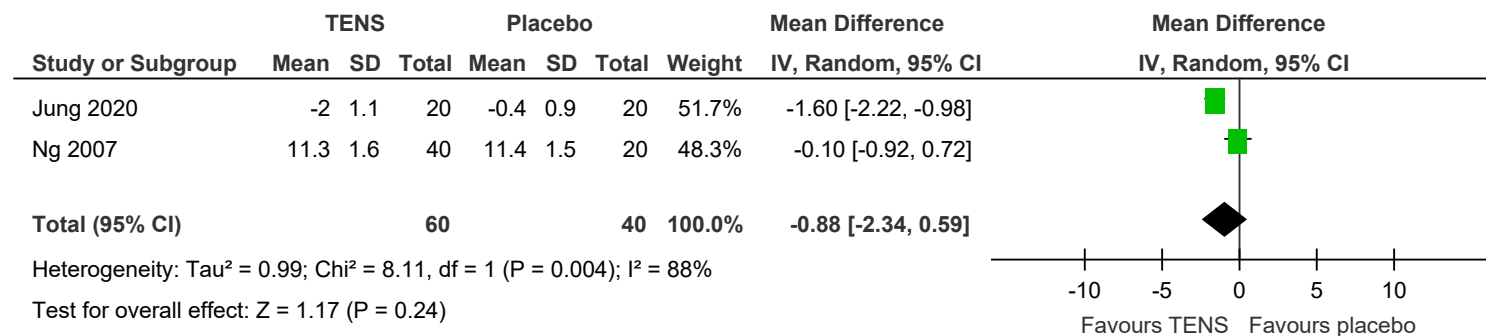 TENS Placebo Mean Difference Mean Difference
Study or Subgroup Mean SD Total Mean SD Total Weight IV, Random, 95% CI IV, Random, 95% CI
Jung 2020 -2 1.1 20 -0.4 0.9 20 51.7% -1.60 [-2.22, -0.98]
Ng 2007 11.3 1.6 40 11.4 1.5 20 48.3% -0.10 [-0.92, 0.72]
Total (95% CI) 60 40 100.0% -0.88 [-2.34, 0.59]
Heterogeneity: Tau² = 0.99; Chi² = 8.11, df = 1 (P = 0.004); I² = 88%
Test for overall effect: Z = 1.17 (P = 0.24)
-10 -5 0 5 10
Favours TENS Favours placebo